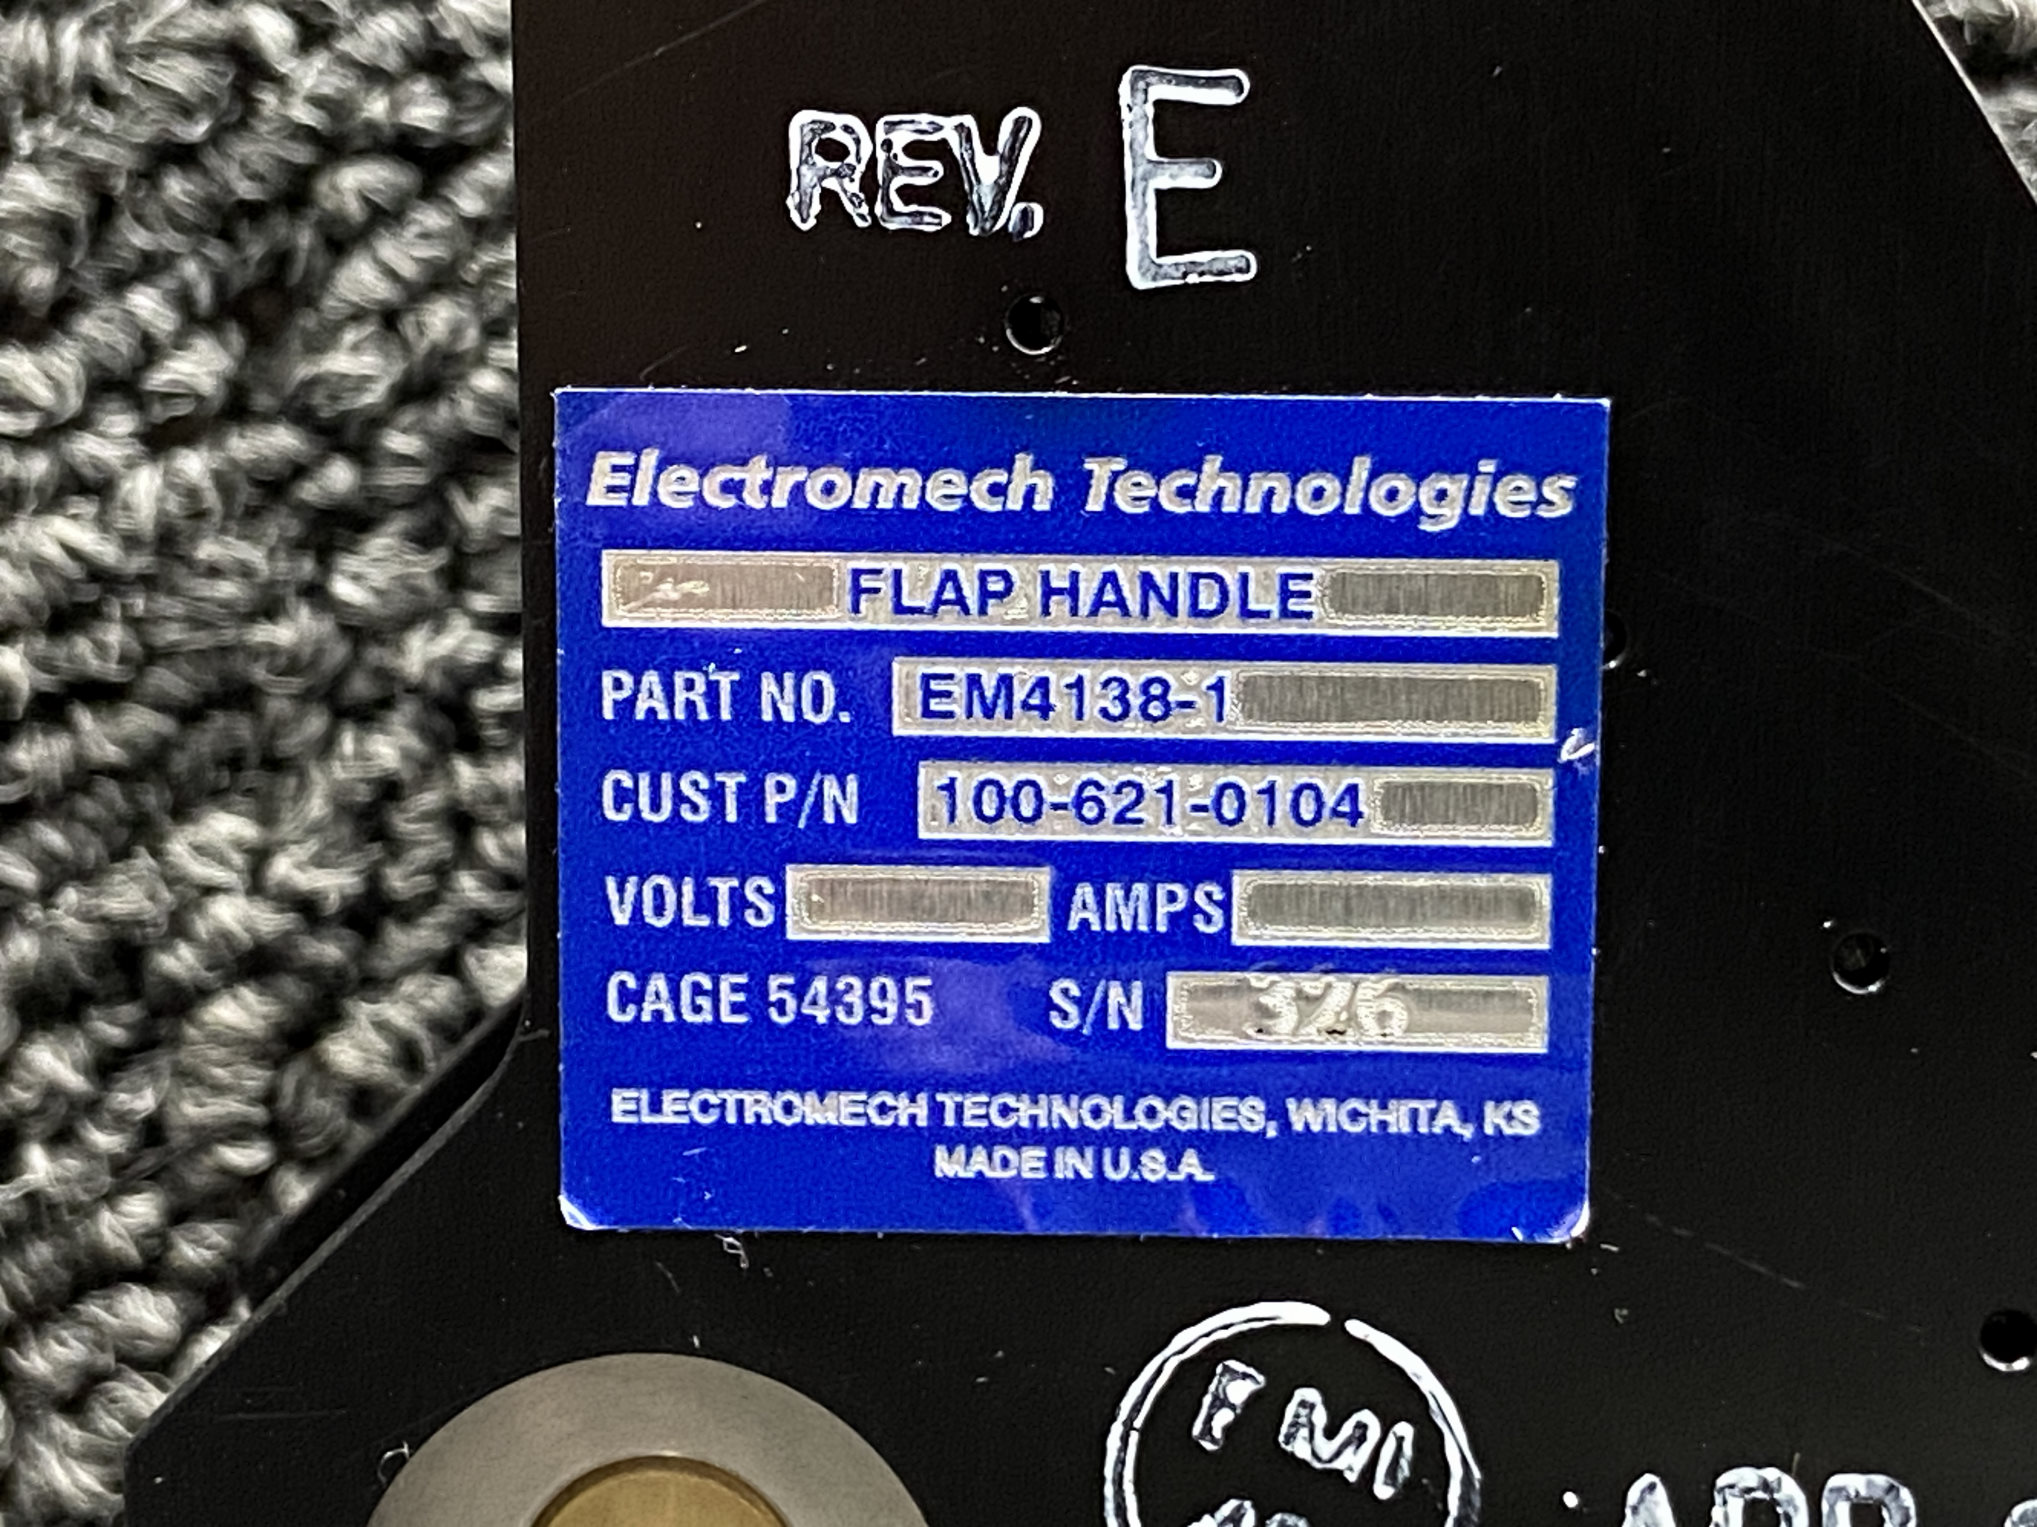 REV. E
Electromech Technologies
FLAP HANDLE
PART NO. EM4138-1
CUST P/N 100-621-0104
VOLTS AMPS
CAGE 54395 S/N 326
ELECTROMECH TECHNOLOGIES, WICHITA, KS
MADE IN U.S.A.
FMI